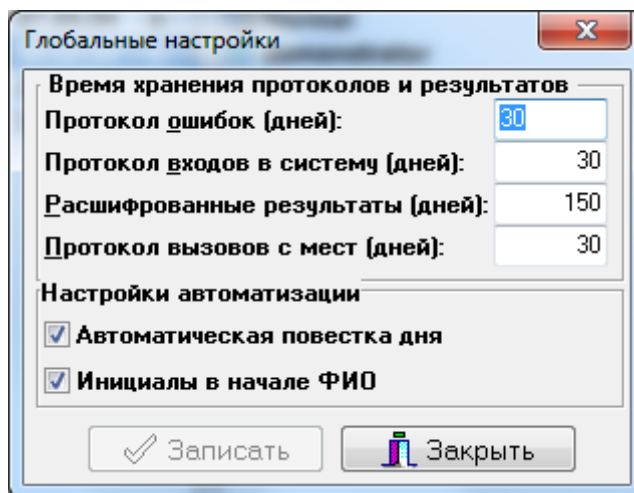 Глобальные настройки
Время хранения протоколов и результатов
Протокол ошибок (дней): 30
Протокол входов в систему (дней): 30
Расшифрованные результаты (дней): 150
Протокол вызовов с мест (дней): 30
Настройки автоматизации
Автоматическая повестка дня
Инициалы в начале ФИО
Записать Закрыть